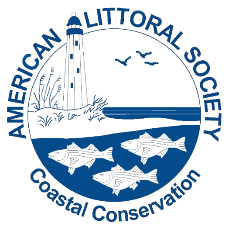 AMERICAN LITTORAL SOCIETY
Coastal Conservation